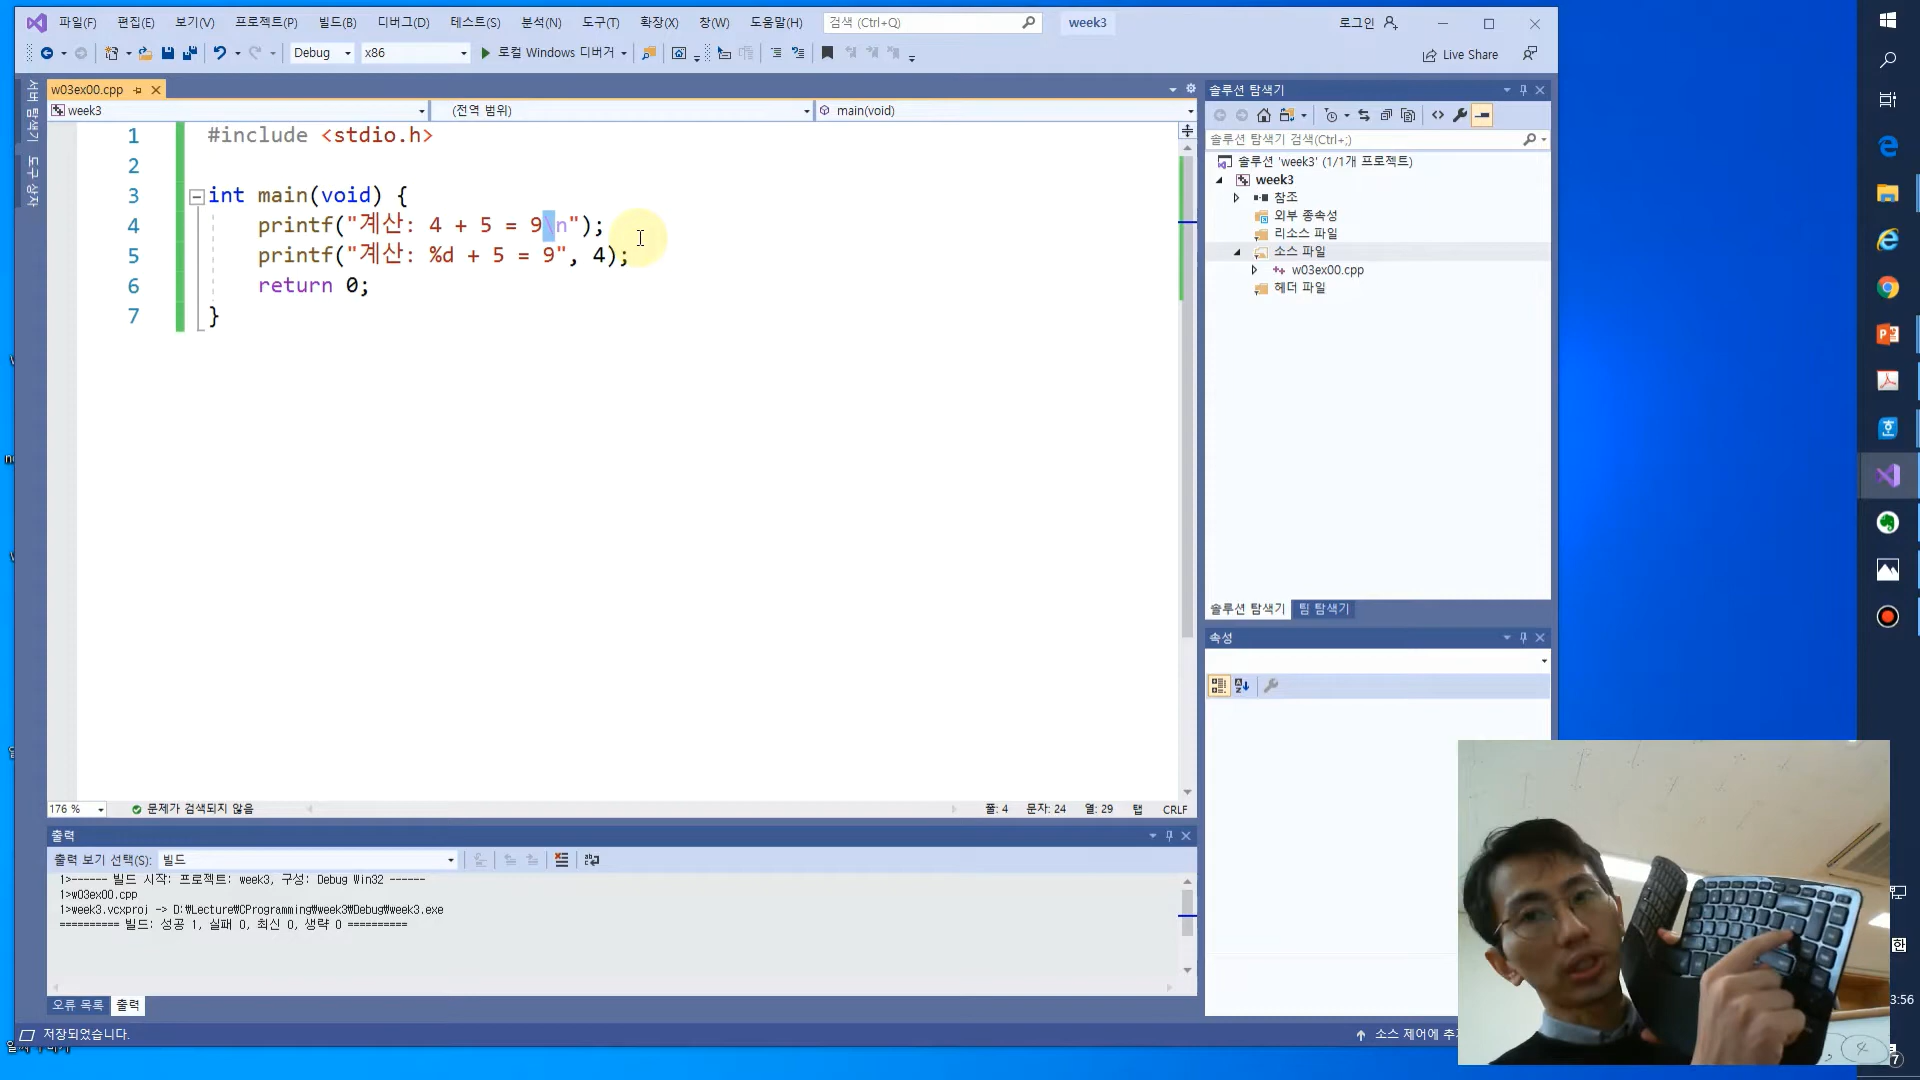 파일(F) 편집(E) 보기(V) 프로젝트(P) 빌드(B) 디버그(D) 테스트(S) 분석(N) 도구(T) 확장(X) 창(W) 도움말(H) 검색 (Ctrl+Q) week3 로그인
Debug x86 로컬 Windows 디버거 Live Share
서버 탐색기
도구 상자
w03ex00.cpp
week3 (전역 범위) main(void)
1 #include <stdio.h>
2
3 int main(void) {
4 printf("계산: 4 + 5 = 9\n");
5 printf("계산: %d + 5 = 9", 4);
6 return 0;
7 }
176 % 문제가 검색되지 않음 줄: 4 문자: 24 열: 29 탭 CRLF
출력
출력 보기 선택(S): 빌드
1>------ 빌드 시작: 프로젝트: week3, 구성: Debug Win32 ------
1>w03ex00.cpp
1>week3.vcxproj -> D:₩Lecture₩CProgramming₩week3₩Debug₩week3.exe
========== 빌드: 성공 1, 실패 0, 최신 0, 생략 0 ==========
오류 목록 출력
저장되었습니다. 소스 제어에 추
솔루션 탐색기
솔루션 탐색기 검색(Ctrl+;)
솔루션 'week3' (1/1개 프로젝트)
week3
참조
외부 종속성
리소스 파일
소스 파일
w03ex00.cpp
헤더 파일
솔루션 탐색기 팀 탐색기
속성
한
3:56
7